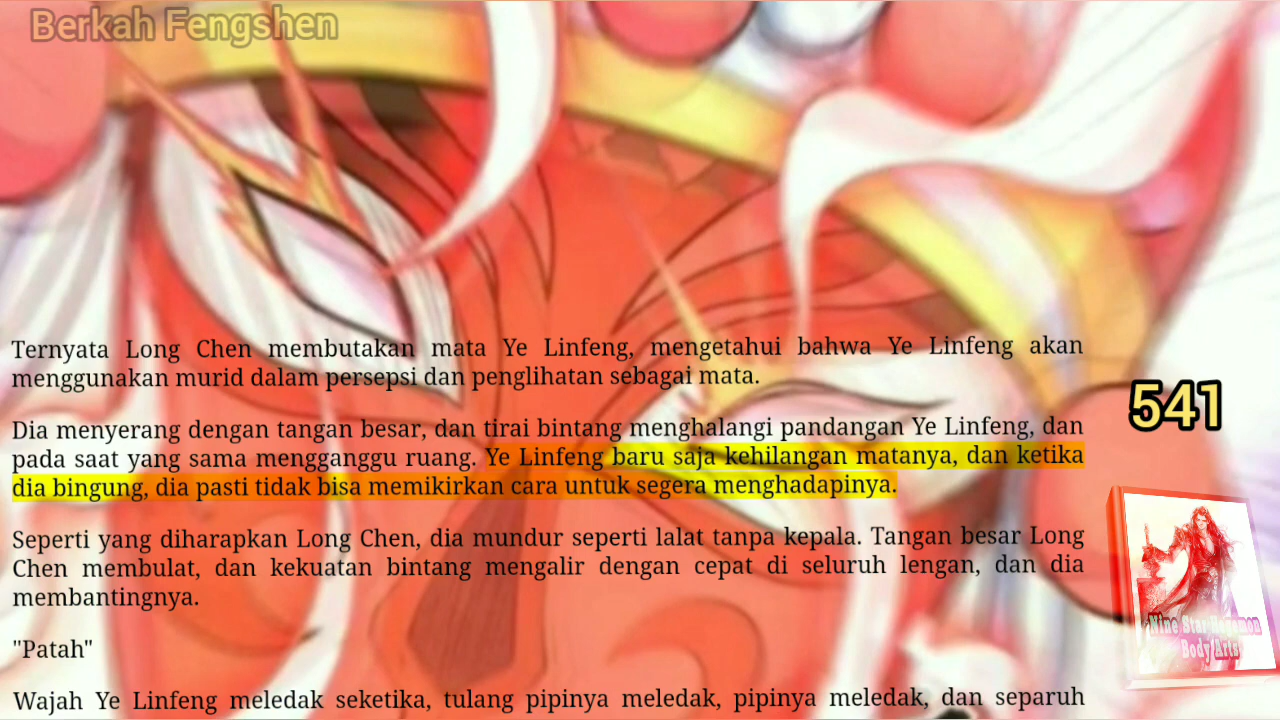 Berkah Fengshen
Ternyata Long Chen membutakan mata Ye Linfeng, mengetahui bahwa Ye Linfeng akan
menggunakan murid dalam persepsi dan penglihatan sebagai mata.
Dia menyerang dengan tangan besar, dan tirai bintang menghalangi pandangan Ye Linfeng, dan
pada saat yang sama mengganggu ruang. Ye Linfeng baru saja kehilangan matanya, dan ketika
dia bingung, dia pasti tidak bisa memikirkan cara untuk segera menghadapinya.
541
Seperti yang diharapkan Long Chen, dia mundur seperti lalat tanpa kepala. Tangan besar Long
Chen membulat, dan kekuatan bintang mengalir dengan cepat di seluruh lengan, dan dia
membantingnya.
"Patah"
Wajah Ye Linfeng meledak seketika, tulang pipinya meledak, pipinya meledak, dan separuh
Nine Star Hegemon
Body Arts